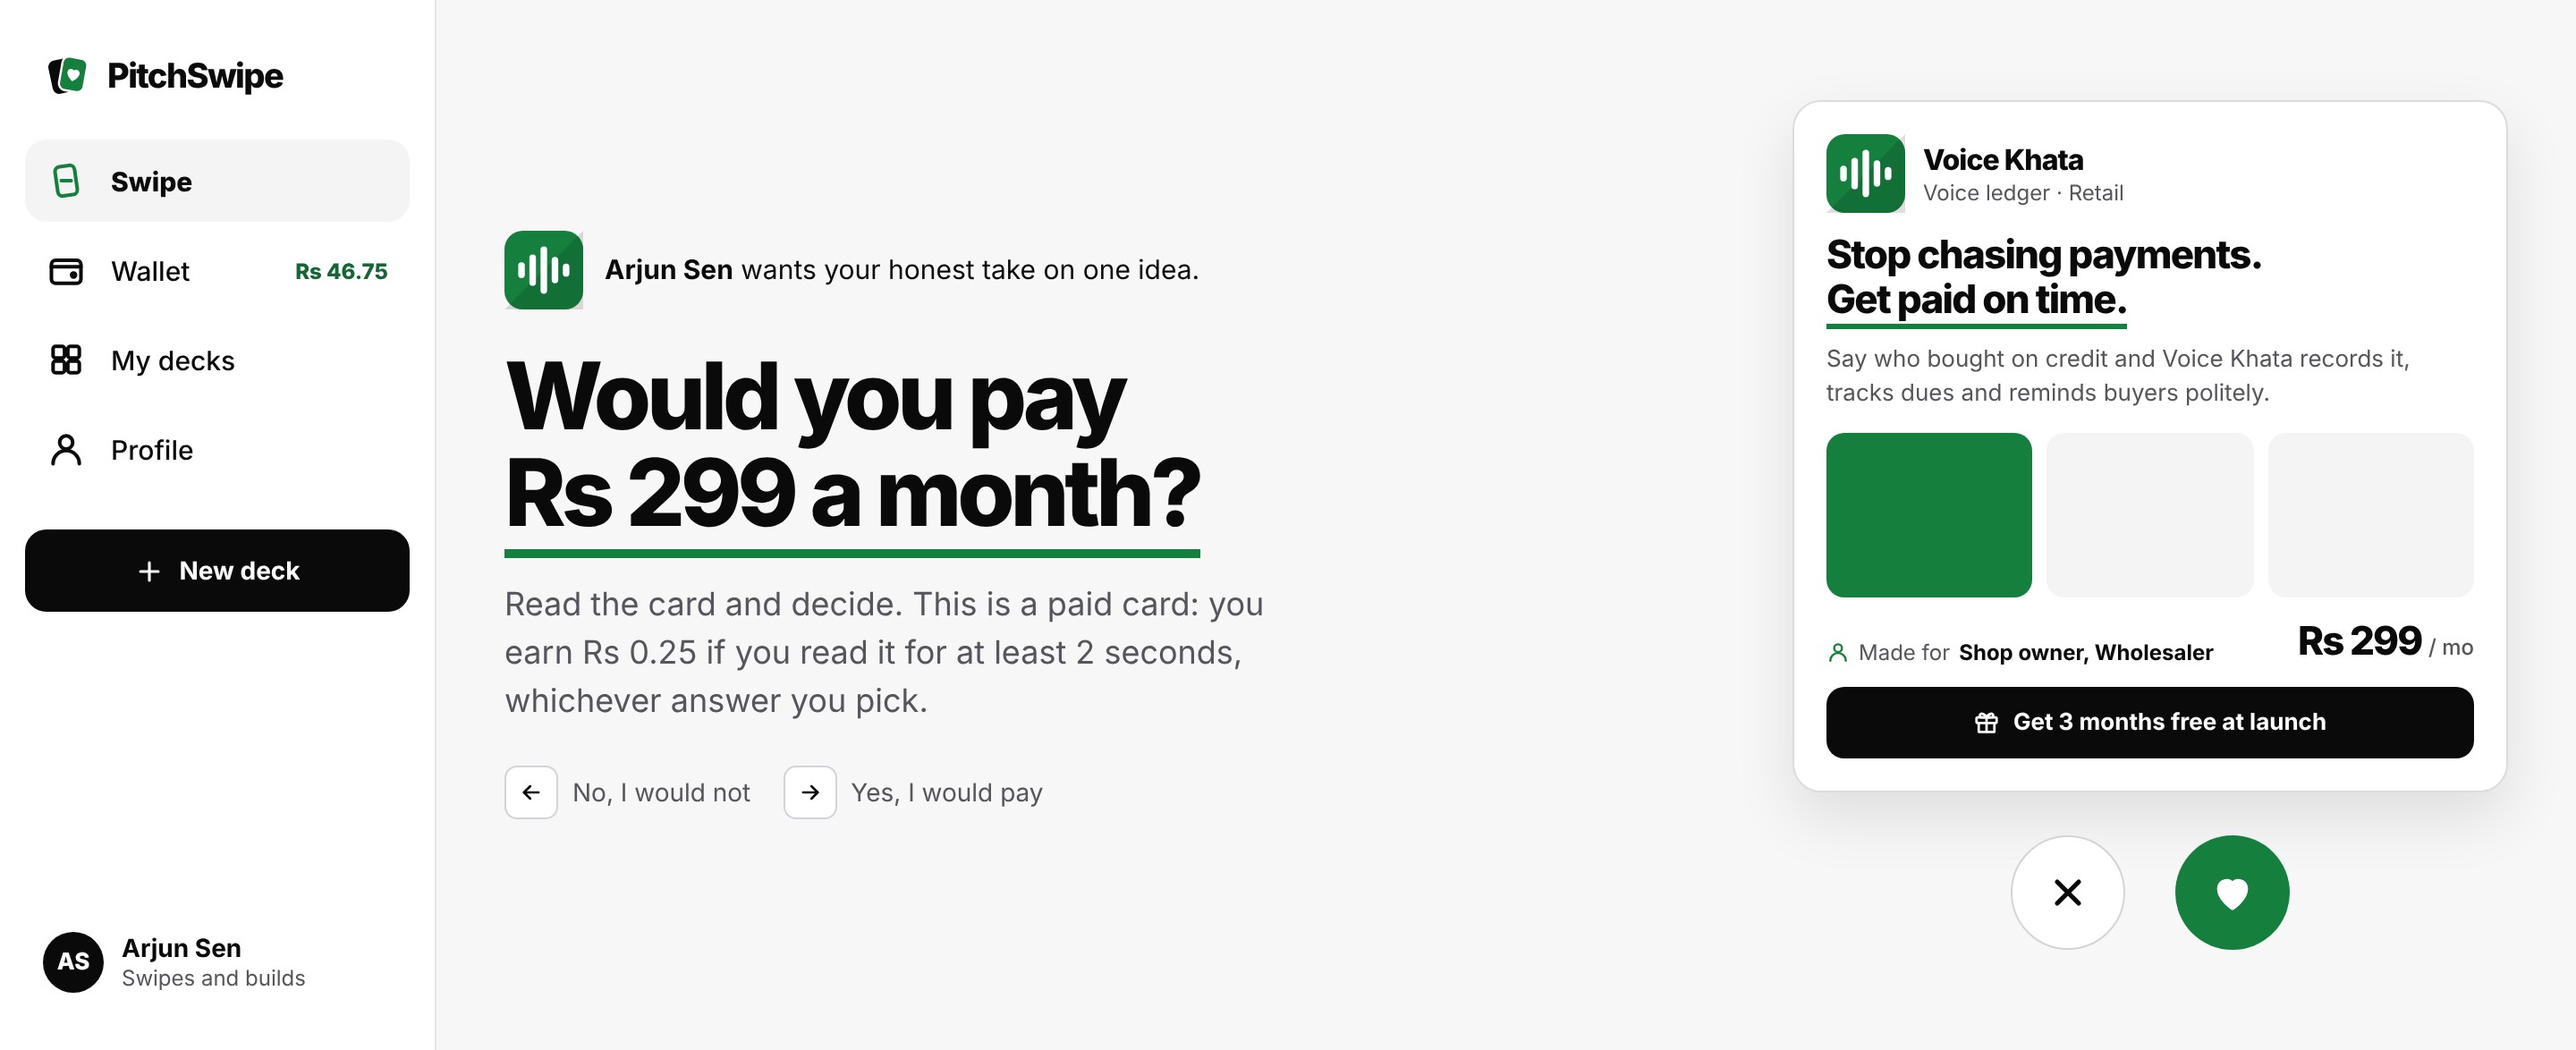 PitchSwipe
Swipe
Wallet Rs 46.75
My decks
Profile
New deck
AS
Arjun Sen
Swipes and builds
Arjun Sen wants your honest take on one idea.
Would you pay
Rs 299 a month?
Read the card and decide. This is a paid card: you
earn Rs 0.25 if you read it for at least 2 seconds,
whichever answer you pick.
No, I would not
Yes, I would pay
Voice Khata
Voice ledger · Retail
Stop chasing payments.
Get paid on time.
Say who bought on credit and Voice Khata records it,
tracks dues and reminds buyers politely.
Made for Shop owner, Wholesaler
Rs 299 / mo
Get 3 months free at launch